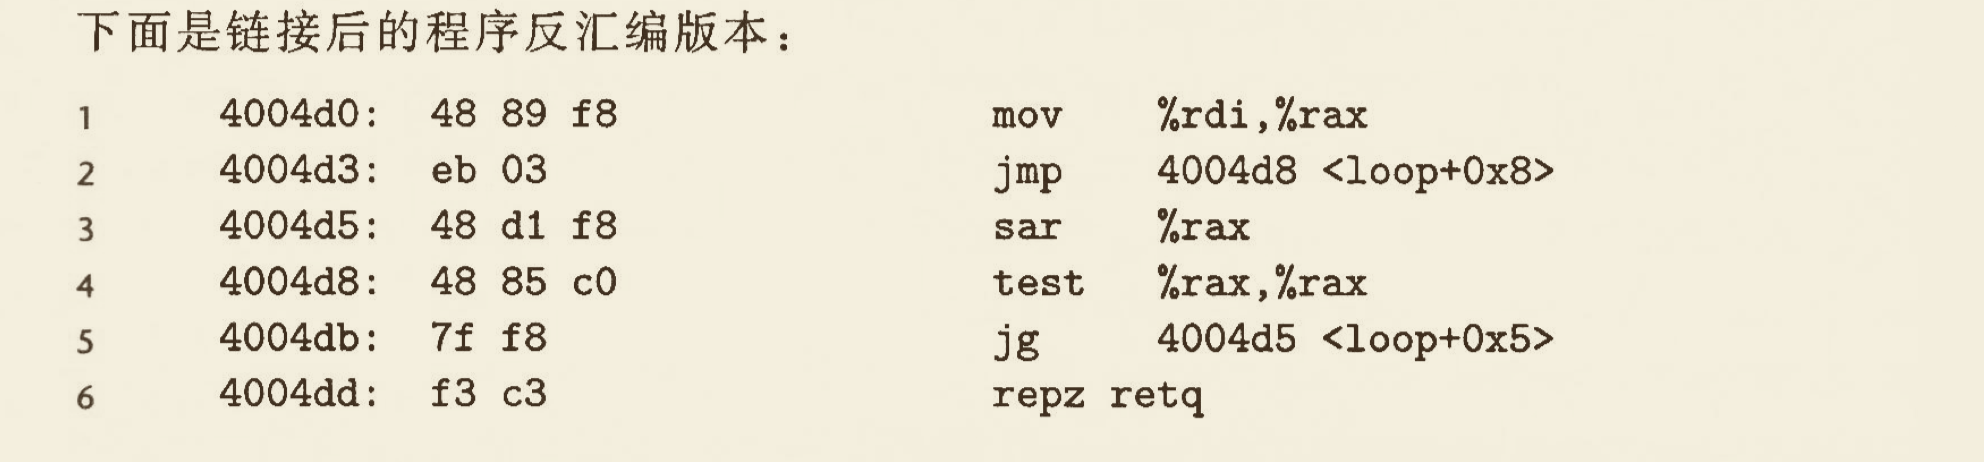 下面是链接后的程序反汇编版本：
1 4004d0: 48 89 f8 mov %rdi,%rax
2 4004d3: eb 03 jmp 4004d8 <loop+0x8>
3 4004d5: 48 d1 f8 sar %rax
4 4004d8: 48 85 c0 test %rax,%rax
5 4004db: 7f f8 jg 4004d5 <loop+0x5>
6 4004dd: f3 c3 repz retq